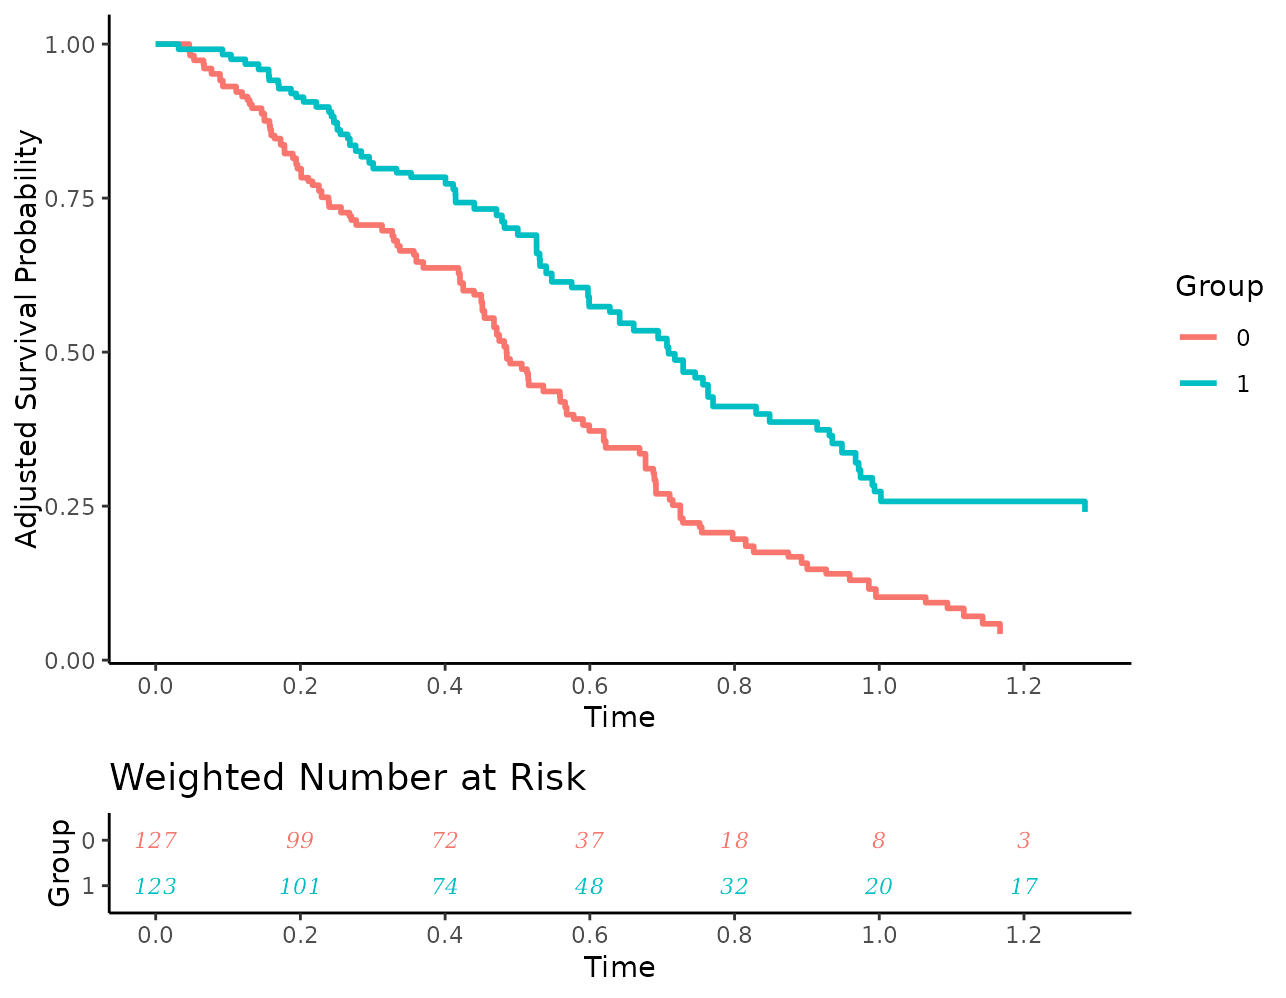 1.00
0.75
0.50
0.25
0.00
Adjusted Survival Probability
0.0 0.2 0.4 0.6 0.8 1.0 1.2
Time
Group
0
1
Weighted Number at Risk
Group
0 127 99 72 37 18 8 3
1 123 101 74 48 32 20 17
0.0 0.2 0.4 0.6 0.8 1.0 1.2
Time